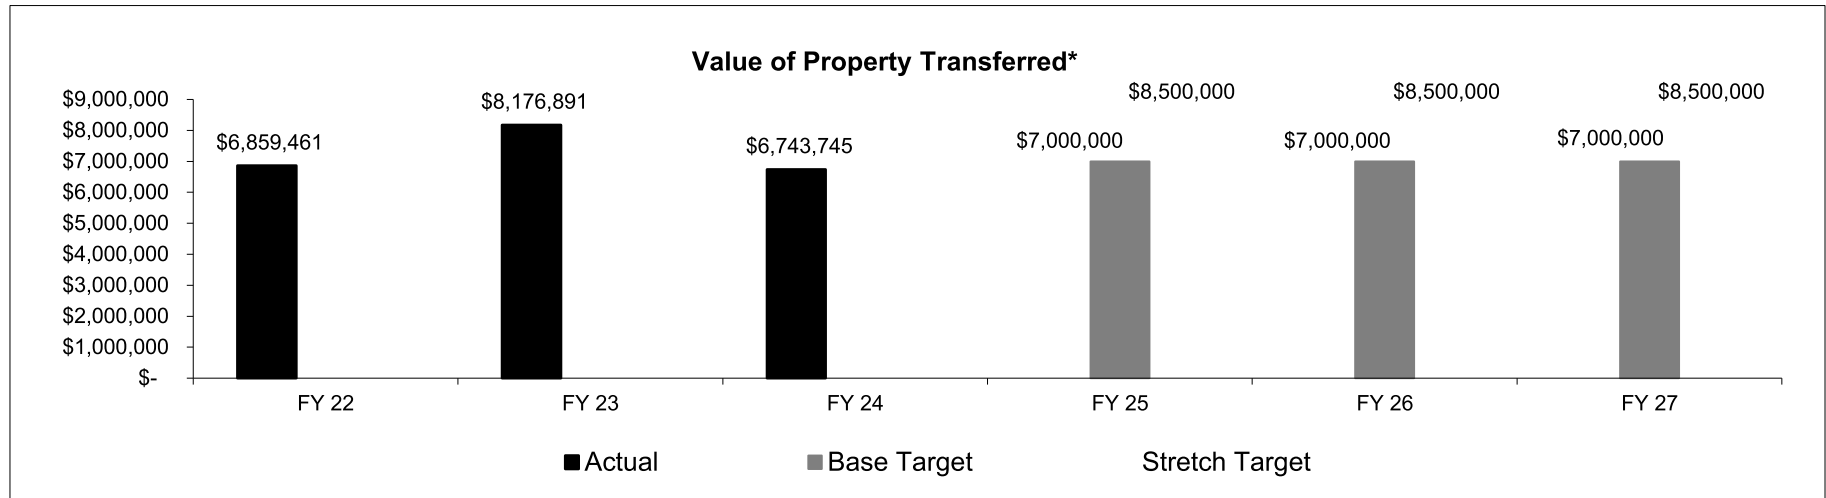 Value of Property Transferred*
$9,000,000
$8,000,000
$7,000,000
$6,000,000
$5,000,000
$4,000,000
$3,000,000
$2,000,000
$1,000,000
$-
$6,859,461
$8,176,891
$6,743,745
$7,000,000
$8,500,000
$7,000,000
$8,500,000
$7,000,000
$8,500,000
FY 22
FY 23
FY 24
FY 25
FY 26
FY 27
Actual
Base Target
Stretch Target